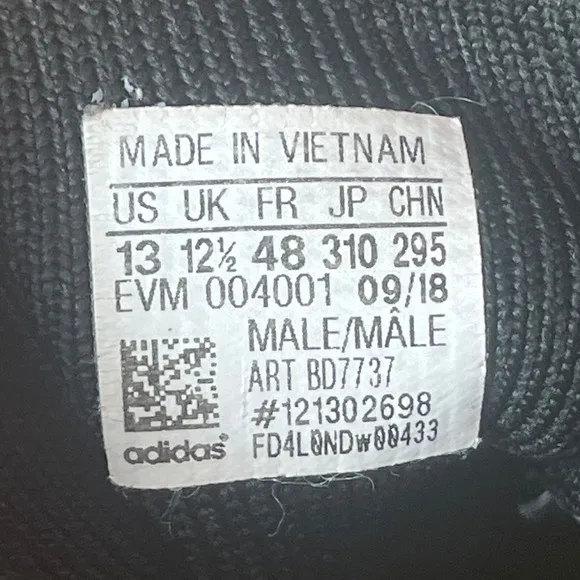 MADE IN VIETNAM
US UK FR JP CHN
13 12½ 48 310 295
EVM 004001 09/18
MALE/MÂLE
ART BD7737
#121302698
adidas® FD4L0NDw00433